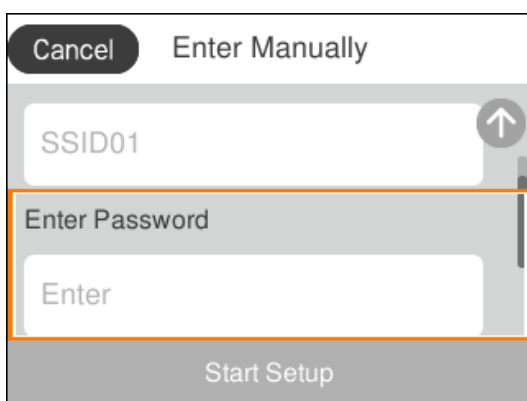 Cancel Enter Manually
SSID01
Enter Password
Enter
Start Setup